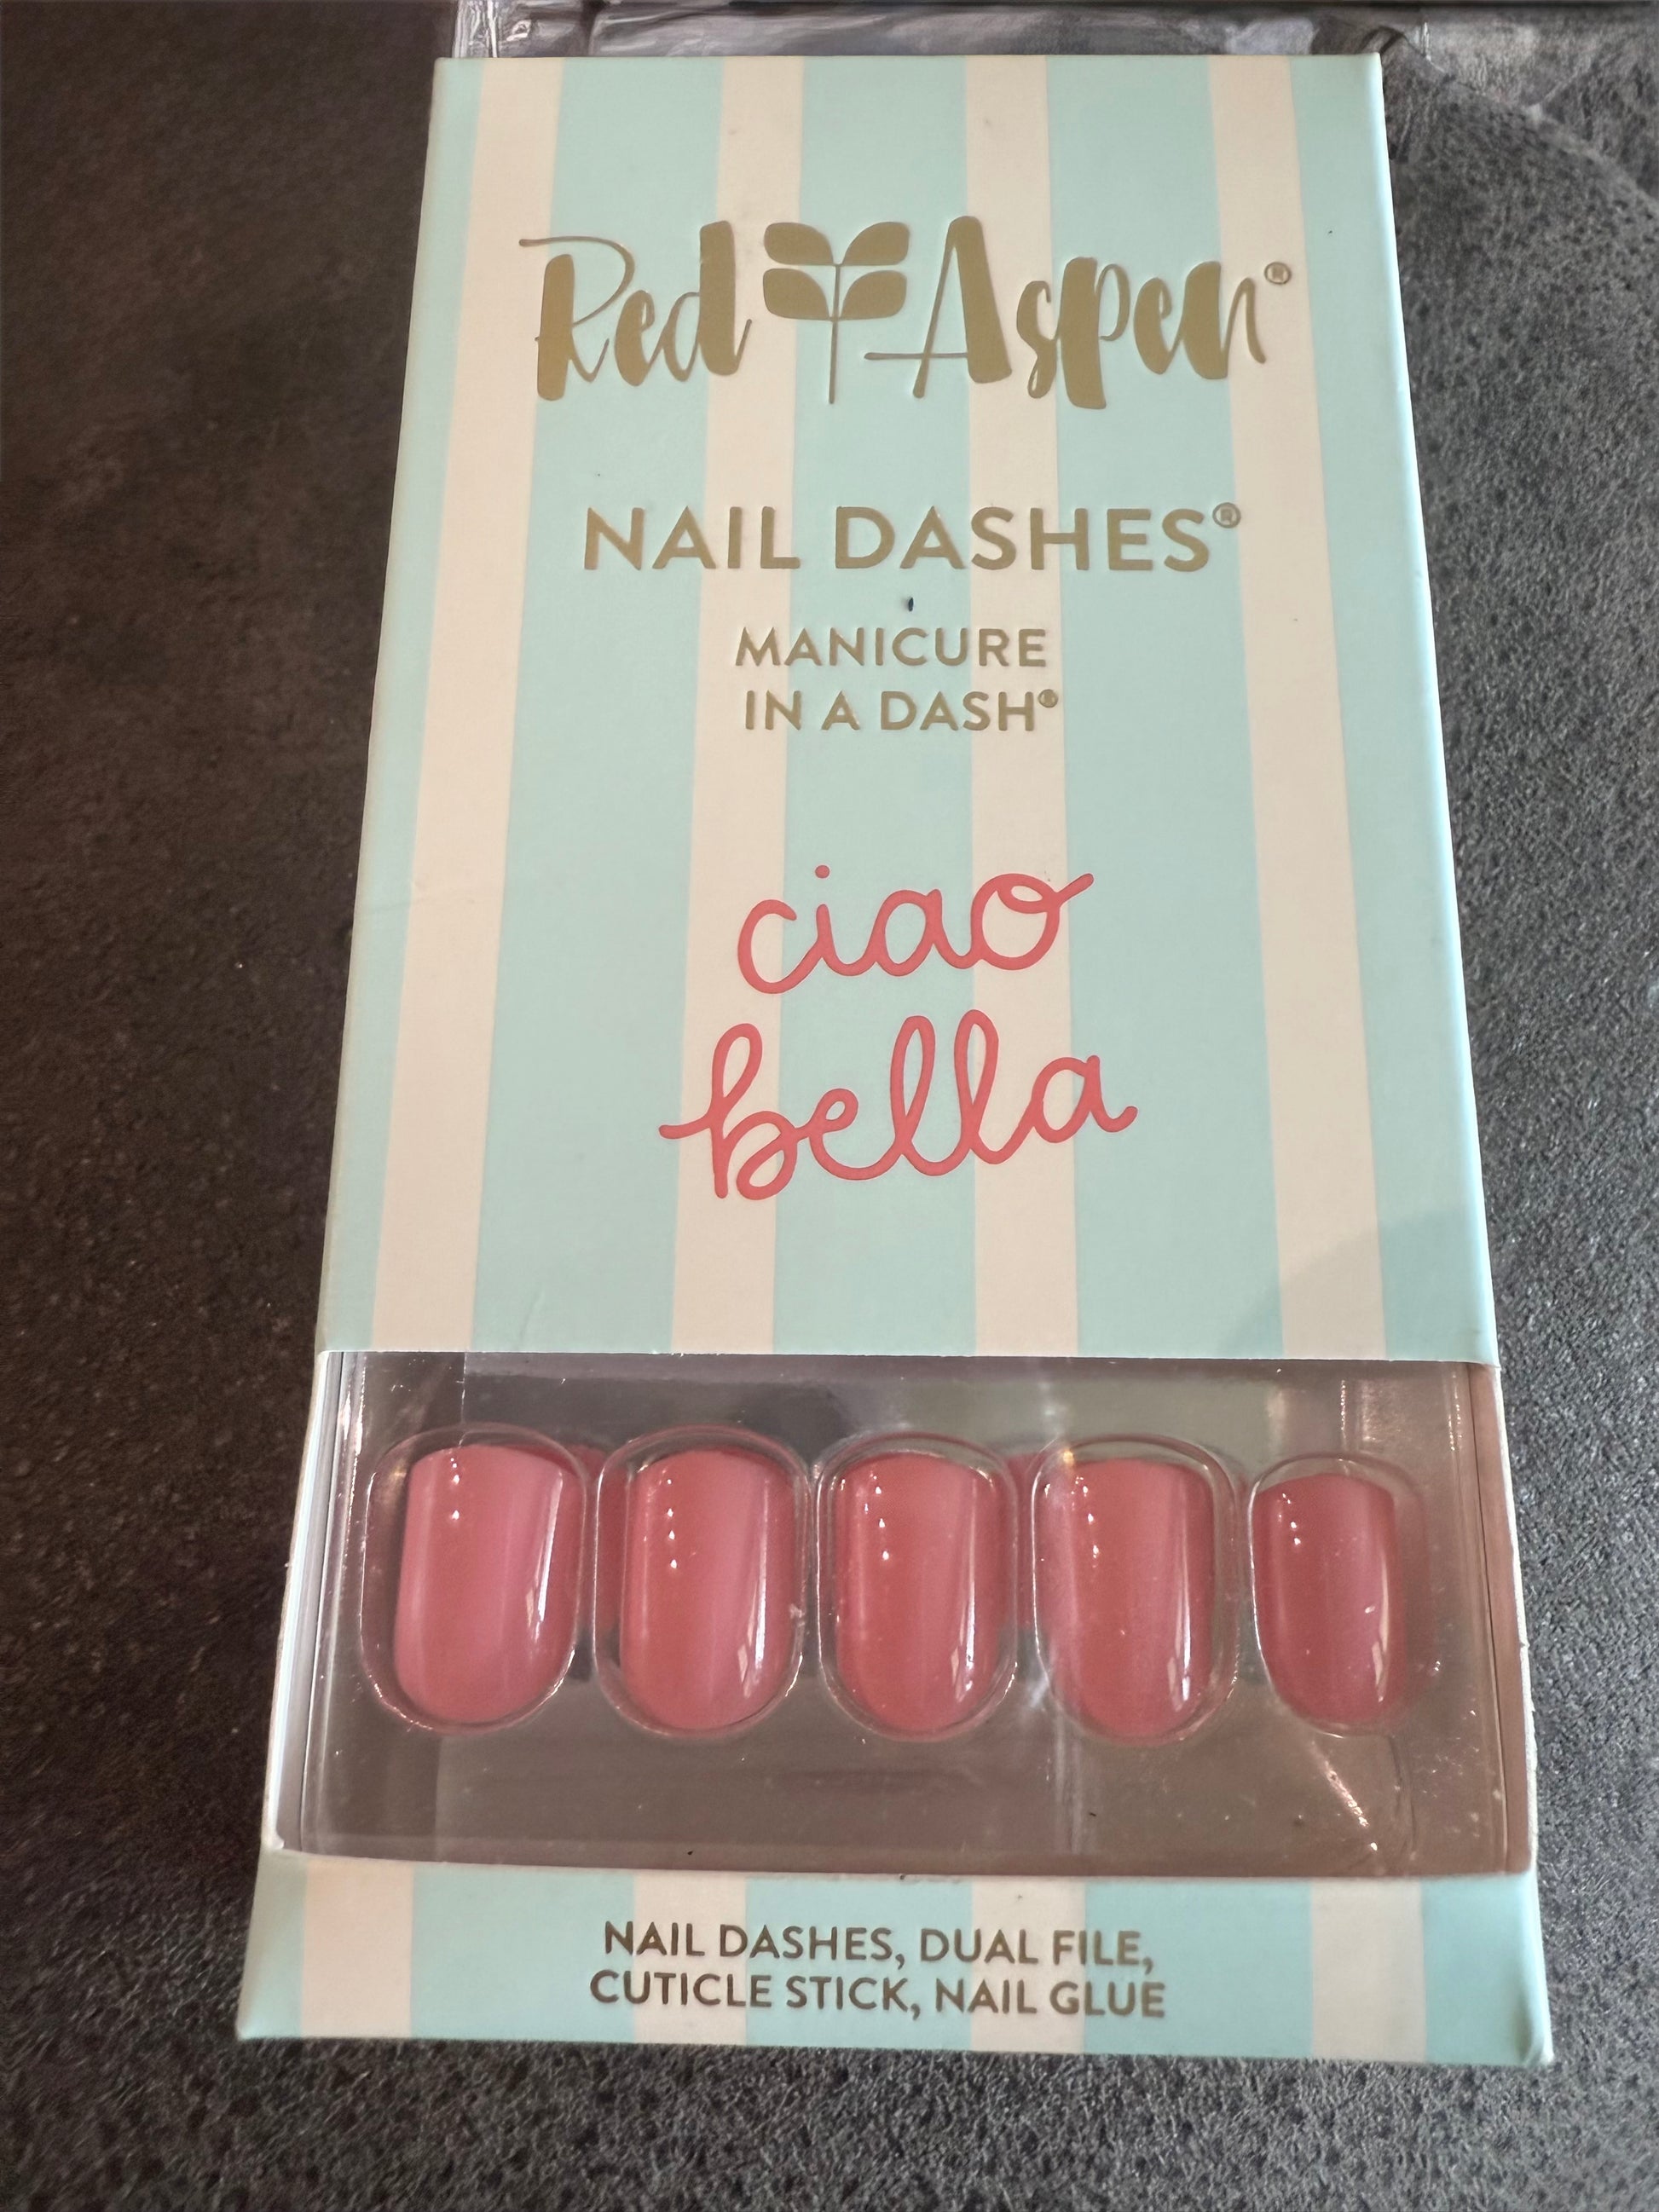 Red Aspen®
NAIL DASHES®
MANICURE
IN A DASH®
ciao
bella
NAIL DASHES, DUAL FILE,
CUTICLE STICK, NAIL GLUE